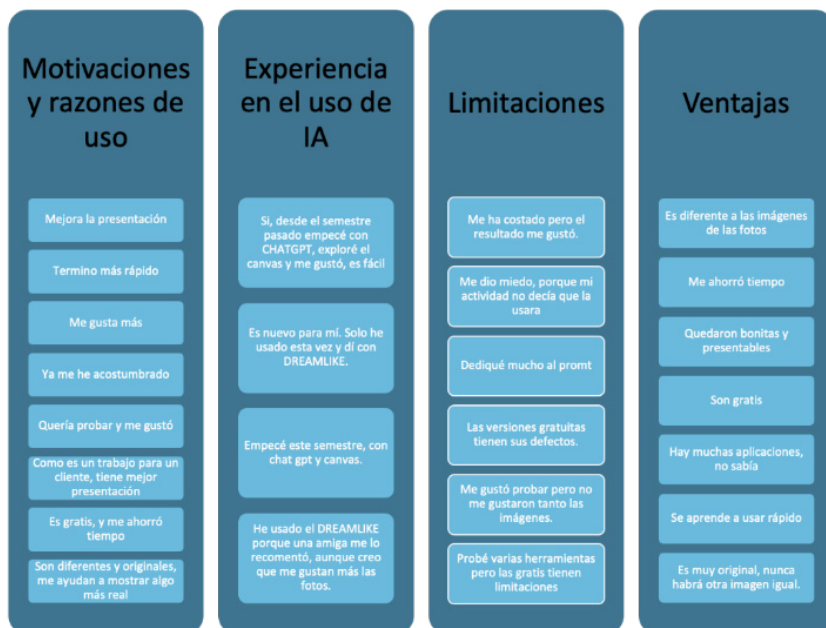 Motivaciones
y razones de
uso
Mejora la presentación
Termino más rápido
Me gusta más
Ya me he acostumbrado
Quería probar y me gustó
Como es un trabajo para un
cliente, tiene mejor
presentación
Es gratis, y me ahorró
tiempo
Son diferentes y originales,
me ayudan a mostrar algo
más real
Experiencia
en el uso de
IA
Si, desde el semestre
pasado empecé con
CHATGPT, exploré el
canvas y me gustó, es fácil
Es nuevo para mí. Solo he
usado esta vez y dí con
DREAMLIKE.
Empecé este semestre, con
chat gpt y canvas.
He usado el DREAMLIKE
porque una amiga me lo
recomentó, aunque creo
que me gustan más las
fotos.
Limitaciones
Me ha costado pero el
resultado me gustó.
Me dio miedo, porque mi
actividad no decía que la
usara
Dediqué mucho al promt
Las versiones gratuitas
tienen sus defectos.
Me gustó probar pero no
me gustaron tanto las
imágenes.
Probé varias herramientas
pero las gratis tienen
limitaciones
Ventajas
Es diferente a las imágenes
de las fotos
Me ahorró tiempo
Quedaron bonitas y
presentables
Son gratis
Hay muchas aplicaciones,
no sabía
Se aprende a usar rápido
Es muy original, nunca
habrá otra imagen igual.